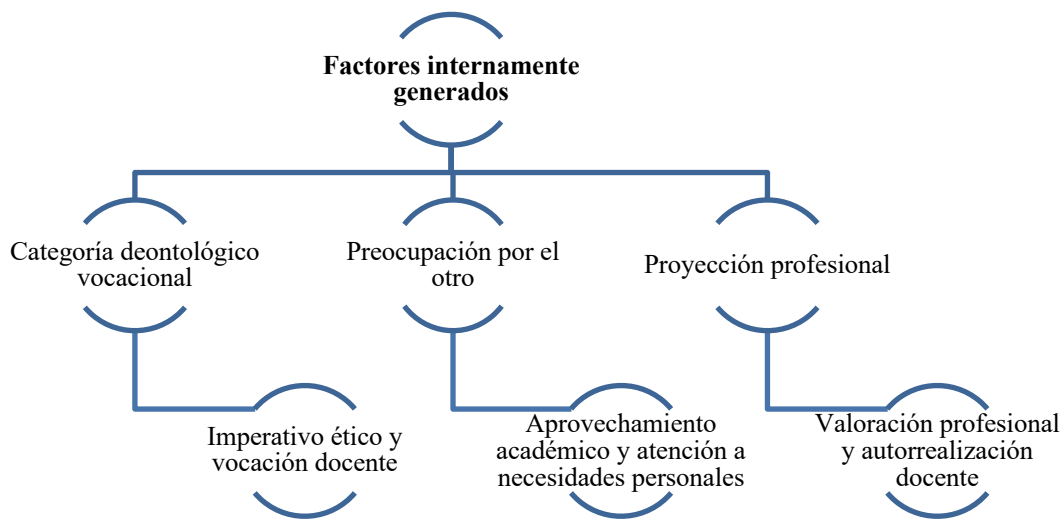 Factores internamente
generados
Categoría deontológico
vocacional
Preocupación por el
otro
Proyección profesional
Imperativo ético y
vocación docente
Aprovechamiento
académico y atención a
necesidades personales
Valoración profesional
y autorrealización
docente